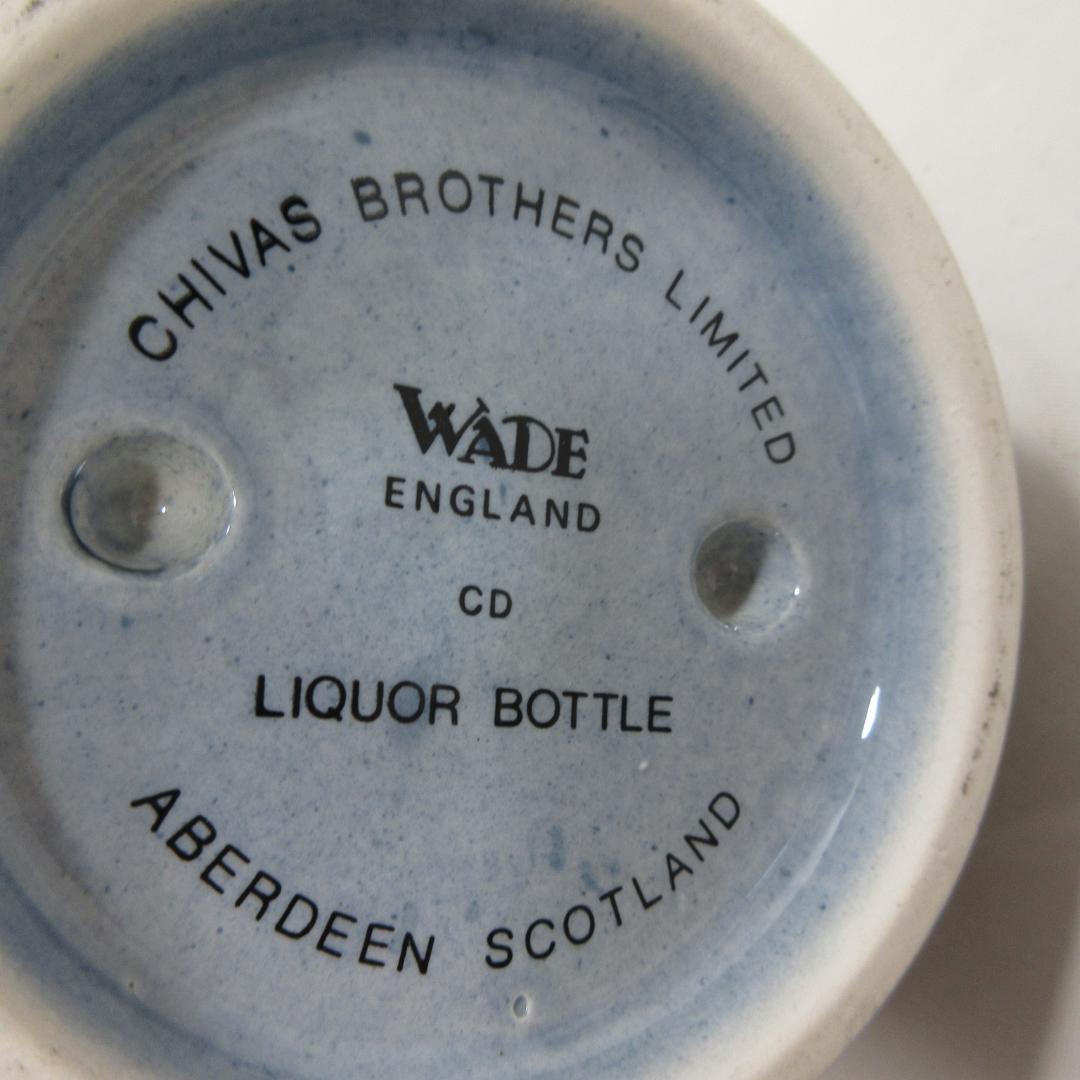 CHIVAS BROTHERS LIMITED
WADE
ENGLAND
CD
LIQUOR BOTTLE
ABERDEEN SCOTLAND